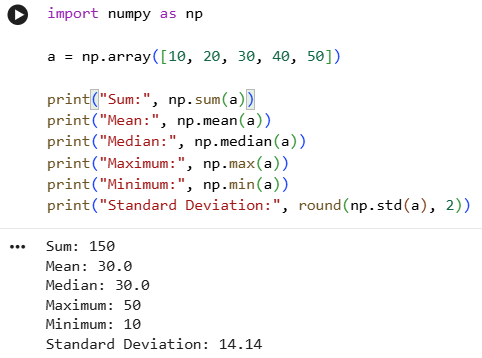 import numpy as np
a = np.array([10, 20, 30, 40, 50])
print("Sum:", np.sum(a))
print("Mean:", np.mean(a))
print("Median:", np.median(a))
print("Maximum:", np.max(a))
print("Minimum:", np.min(a))
print("Standard Deviation:", round(np.std(a), 2))
Sum: 150
Mean: 30.0
Median: 30.0
Maximum: 50
Minimum: 10
Standard Deviation: 14.14